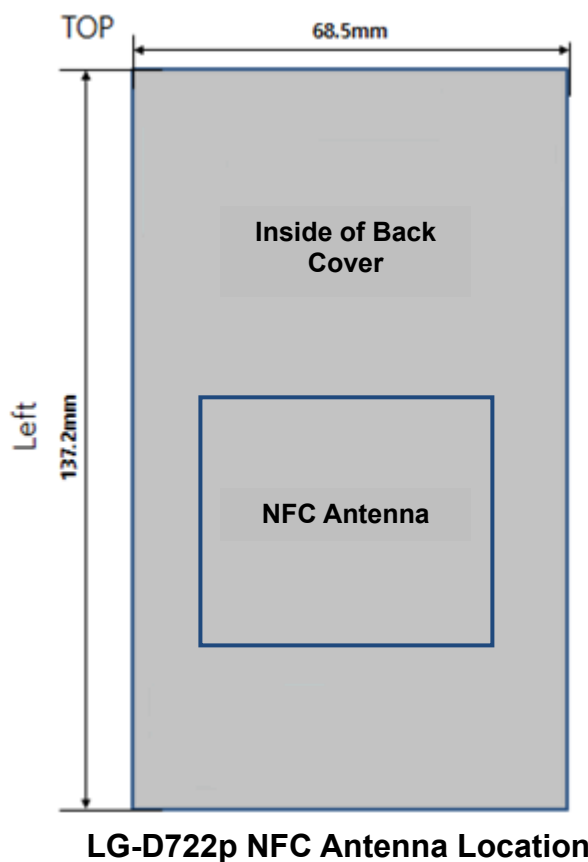 TOP
68.5mm
Inside of Back
Cover
Left
137.2mm
NFC Antenna
LG-D722p NFC Antenna Location